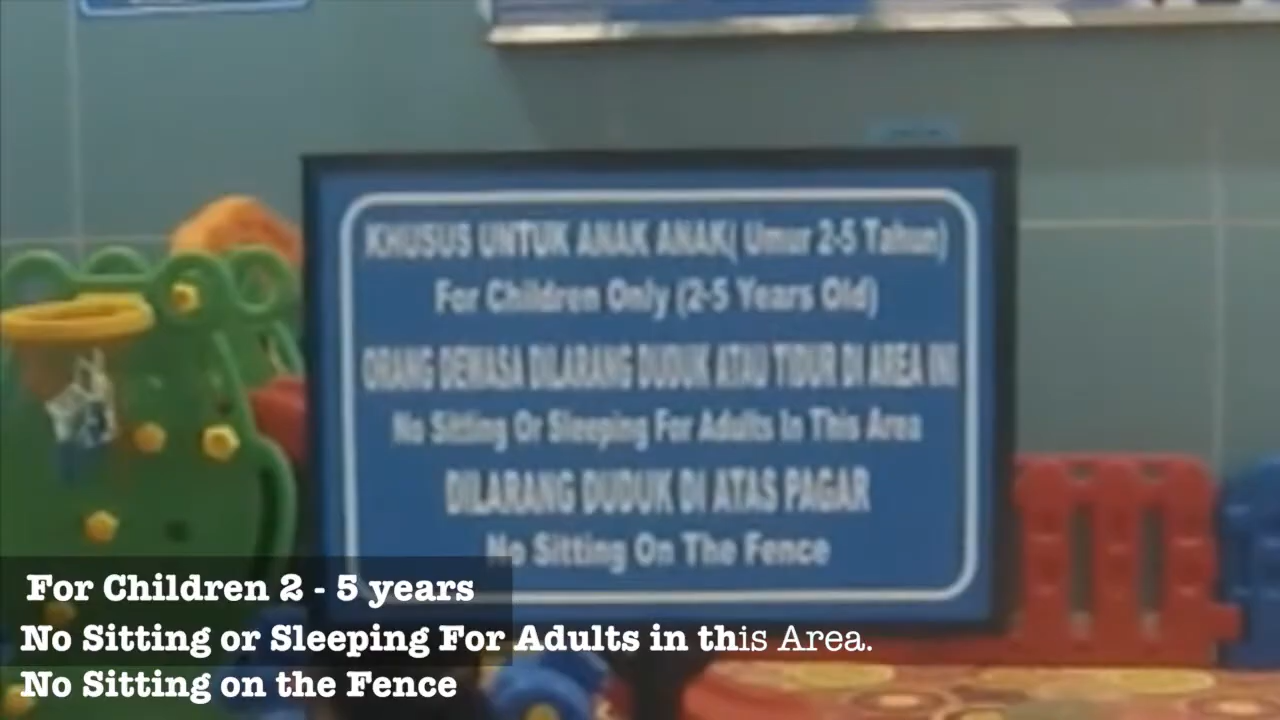 KHUSUS UNTUK ANAK ANAK( Umur 2-5 Tahun)
For Children Only (2-5 Years Old)
ORANG DEWASA DILARANG DUDUK ATAU TIDUR DI AREA INI
No Sitting Or Sleeping For Adults In This Area
DILARANG DUDUK DI ATAS PAGAR
No Sitting On The Fence
For Children 2 - 5 years
No Sitting or Sleeping For Adults in this Area.
No Sitting on the Fence